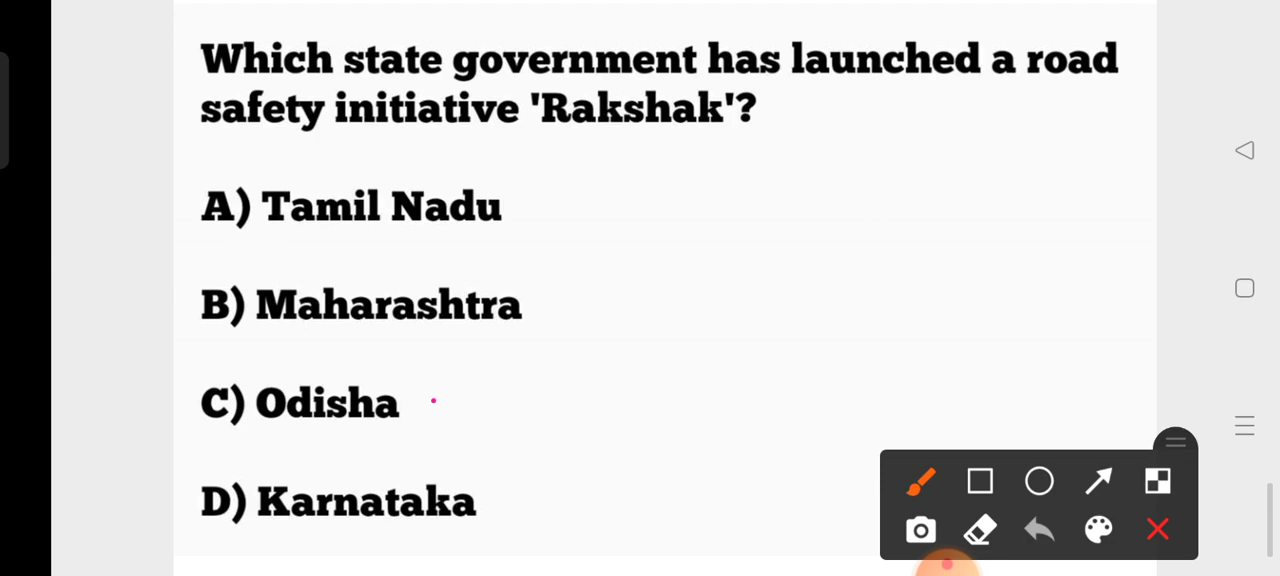 Which state government has launched a road
safety initiative 'Rakshak'?
A) Tamil Nadu
B) Maharashtra
C) Odisha
D) Karnataka